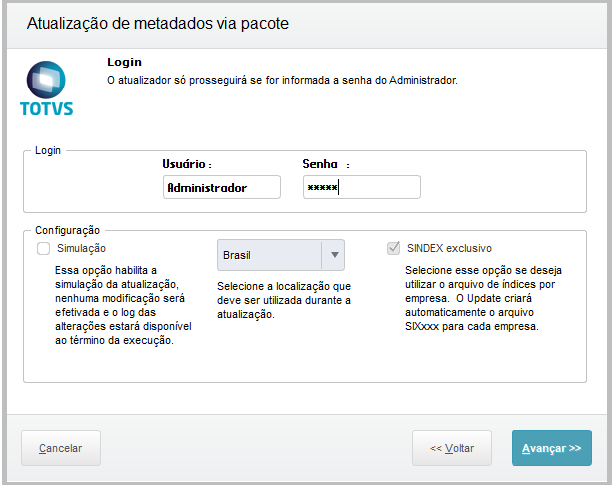 Atualização de metadados via pacote
Login
O atualizador só prosseguirá se for informada a senha do Administrador.
TOTVS
Login
Usuário :
Senha :
Administrador
*****
Configuração
Simulação
Essa opção habilita a
simulação da atualização,
nenhuma modificação será
efetivada e o log das
alterações estará disponível
ao término da execução.
Brasil
Selecione a localização que
deve ser utilizada durante a
atualização.
SINDEX exclusivo
Selecione esse opção se deseja
utilizar o arquivo de índices por
empresa.  O Update criará
automaticamente o arquivo
SIXxxx para cada empresa.
Cancelar
<< Voltar
Avançar >>